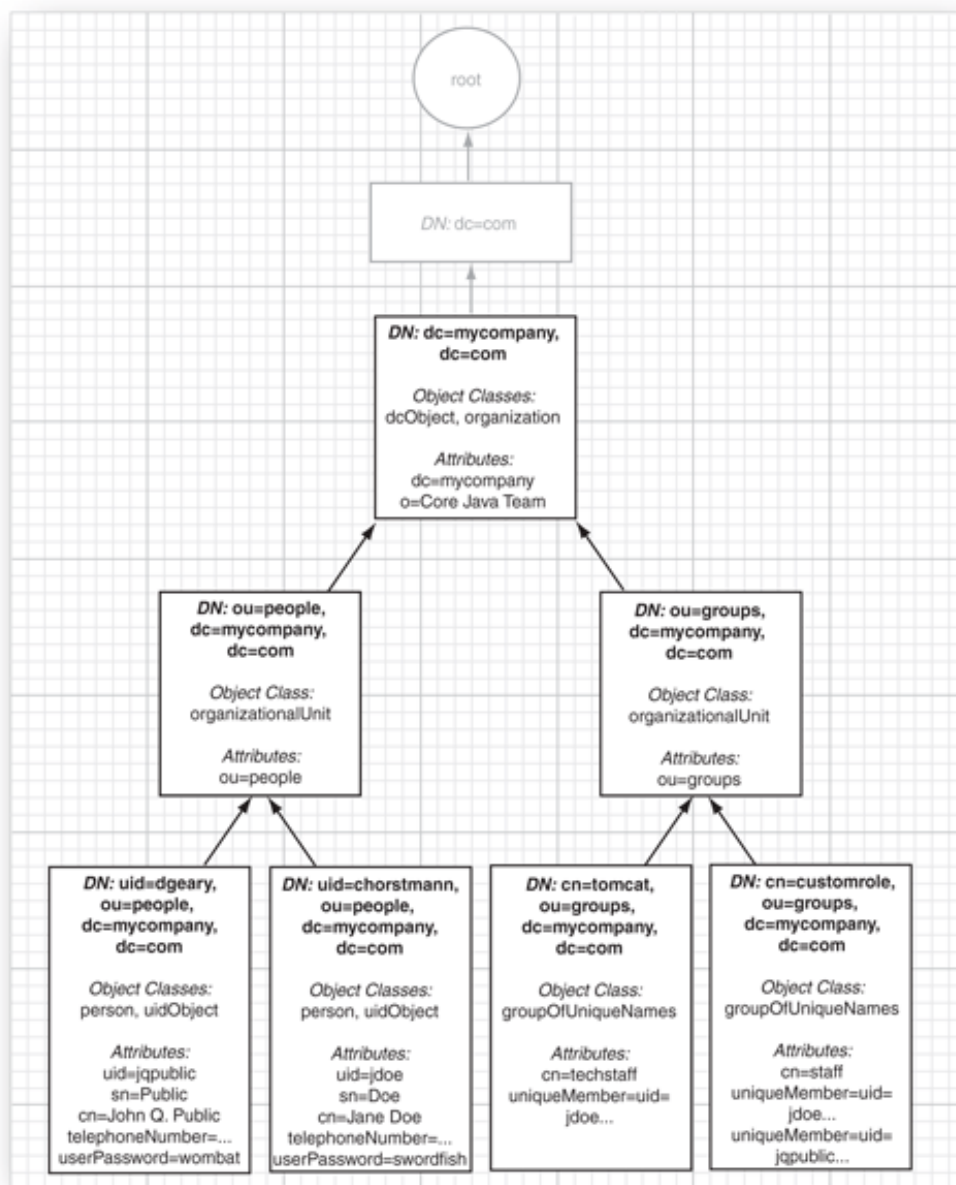 root
DN: dc=com
DN: dc=mycompany,
dc=com
Object Classes:
dcObject, organization
Attributes:
dc=mycompany
o=Core Java Team
DN: ou=people,
dc=mycompany,
dc=com
Object Class:
organizationalUnit
Attributes:
ou=people
DN: ou=groups,
dc=mycompany,
dc=com
Object Class:
organizationalUnit
Attributes:
ou=groups
DN: uid=dgeary,
ou=people,
dc=mycompany,
dc=com
Object Classes:
person, uidObject
Attributes:
uid=jqpublic
sn=Public
cn=John Q. Public
telephoneNumber=...
userPassword=wombat
DN: uid=chorstmann,
ou=people,
dc=mycompany,
dc=com
Object Classes:
person, uidObject
Attributes:
uid=jdoe
sn=Doe
cn=Jane Doe
telephoneNumber=...
userPassword=swordfish
DN: cn=tomcat,
ou=groups,
dc=mycompany,
dc=com
Object Class:
groupOfUniqueNames
Attributes:
cn=techstaff
uniqueMember=uid=
jdoe...
DN: cn=customrole,
ou=groups,
dc=mycompany,
dc=com
Object Class:
groupOfUniqueNames
Attributes:
cn=staff
uniqueMember=uid=
jdoe...
uniqueMember=uid=
jqpublic...